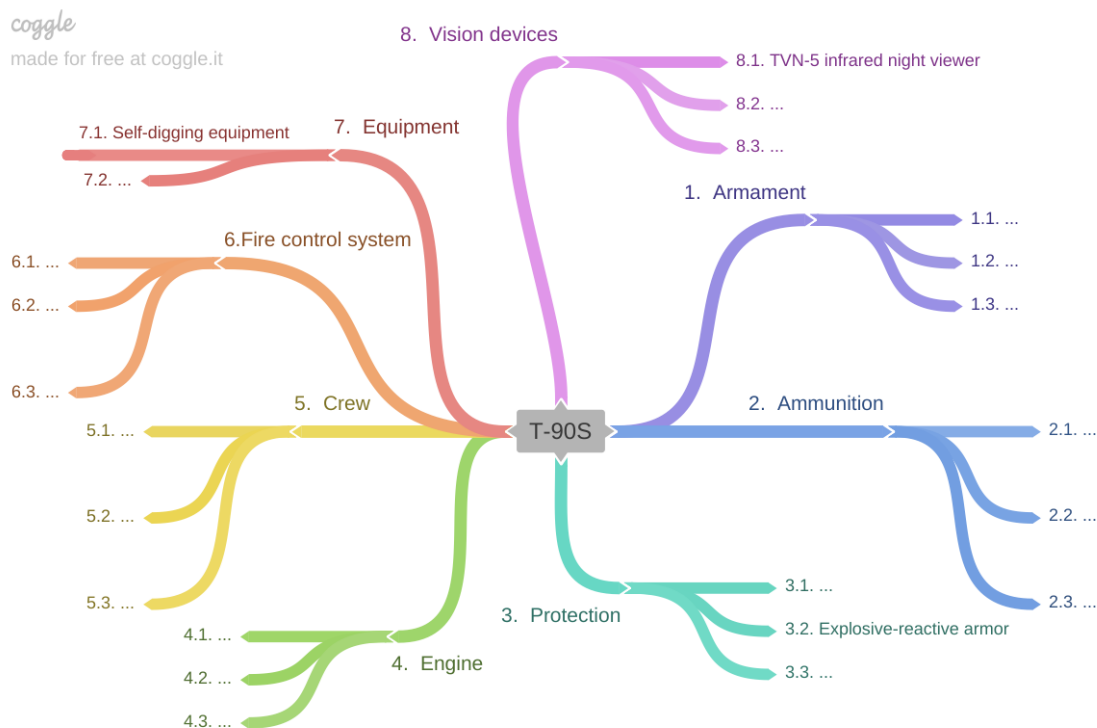 coggle
made for free at coggle.it
8. Vision devices
8.1. TVN-5 infrared night viewer
8.2. ...
8.3. ...
7. Equipment
7.1. Self-digging equipment
7.2. ...
1. Armament
1.1. ...
1.2. ...
1.3. ...
6.Fire control system
6.1. ...
6.2. ...
6.3. ...
5. Crew
5.1. ...
5.2. ...
5.3. ...
T-90S
2. Ammunition
2.1. ...
2.2. ...
2.3. ...
3. Protection
3.1. ...
3.2. Explosive-reactive armor
3.3. ...
4. Engine
4.1. ...
4.2. ...
4.3. ...